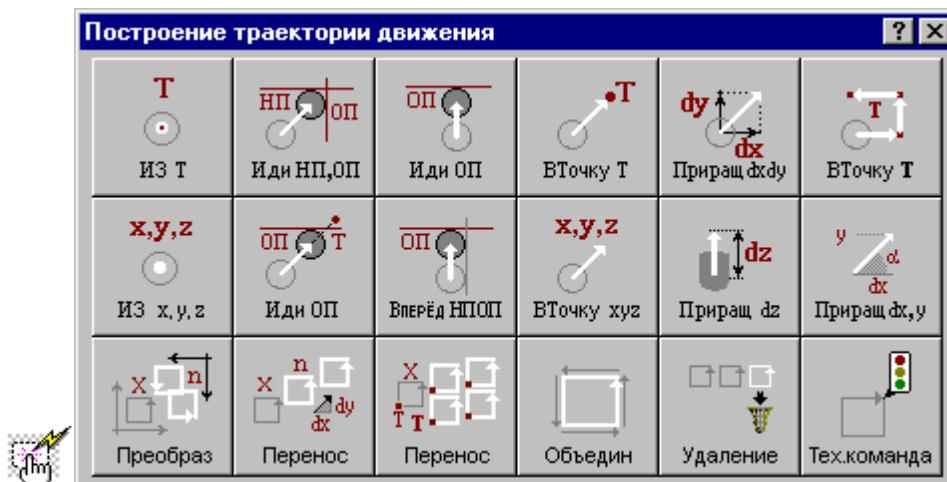 Построение траектории движения
? ×
T
ИЗ Т
НП
ОП
Иди НП,ОП
ОП
Иди ОП
T
ВТочку Т
dy
dx
Приращ dxdy
T
ВТочку Т
x,y,z
ИЗ x,y,z
ОП
T
Иди ОП
ОП
Вперёд НПОП
x,y,z
ВТочку xyz
dz
Приращ dz
y
α
dx
Приращ dx,y
X
n
Преобраз
X
n
dy
dx
Перенос
X
T
T
Перенос
Объедин
Удаление
Тех.команда